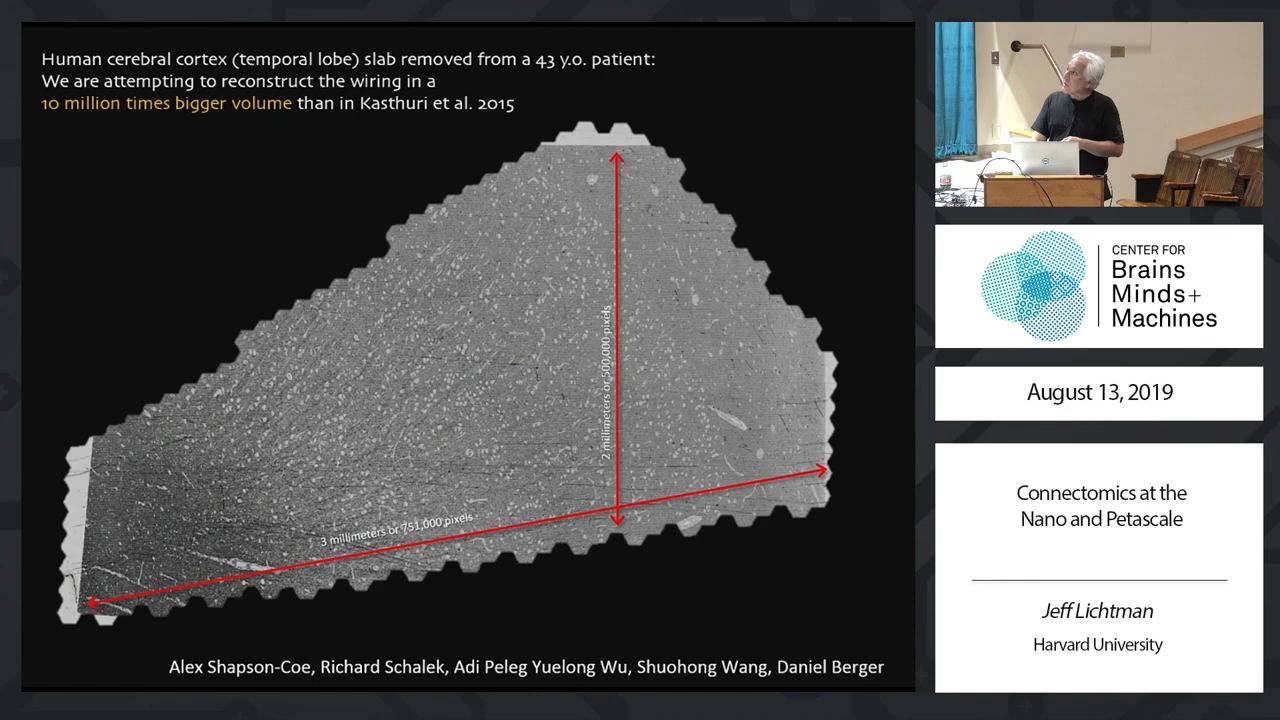 Human cerebral cortex (temporal lobe) slab removed from a 43 y.o. patient:
We are attempting to reconstruct the wiring in a
10 million times bigger volume than in Kasthuri et al. 2015
2 millimeters or 500,000 pixels
3 millimeters or 751,000 pixels
Alex Shapson-Coe, Richard Schalek, Adi Peleg Yuelong Wu, Shuohong Wang, Daniel Berger
CENTER FOR
Brains
Minds+
Machines
August 13, 2019
Connectomics at the
Nano and Petascale
Jeff Lichtman
Harvard University